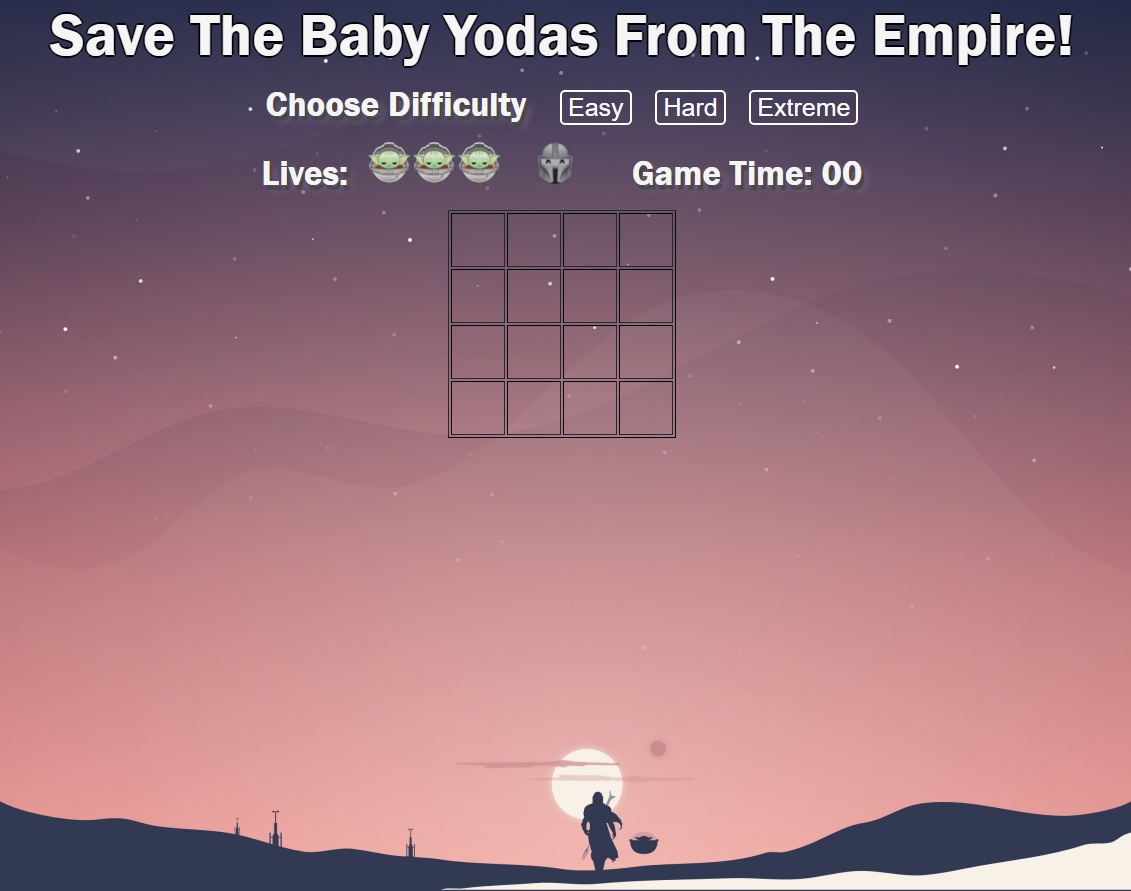 Save The Baby Yodas From The Empire!
Choose Difficulty Easy Hard Extreme
Lives: Game Time: 00